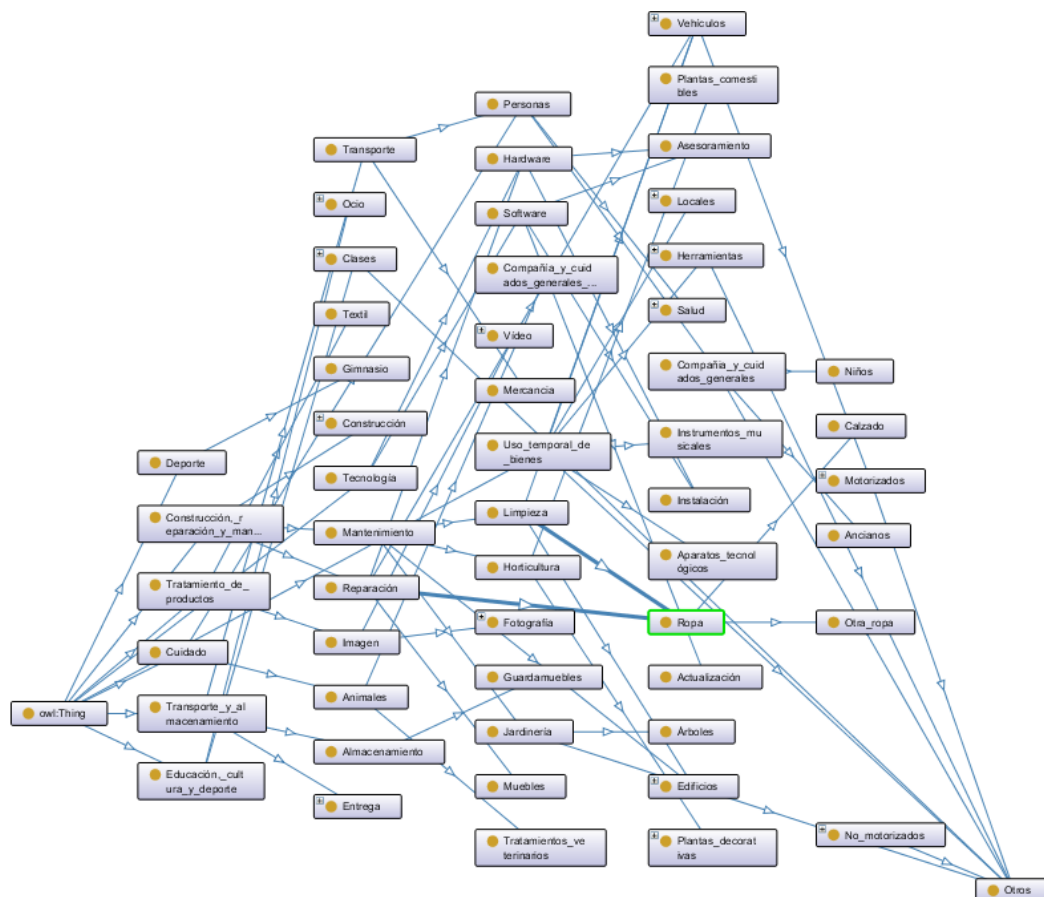 owl:Thing
Deporte
Construcción,_r
eparación_y_man...
Tratamiento_de_
productos
Cuidado
Transporte_y_al
macenamiento
Educación,_cult
ura_y_deporte
Transporte
Ocio
Clases
Textil
Gimnasio
Construcción
Tecnología
Mantenimiento
Reparación
Imagen
Animales
Almacenamiento
Entrega
Personas
Hardware
Software
Compañía_y_cuid
ados_generales_...
Vídeo
Mercancia
Uso_temporal_de
_bienes
Limpieza
Horticultura
Fotografía
Guardamuebles
Jardinería
Muebles
Tratamientos_ve
terinarios
Vehículos
Plantas_comesti
bles
Asesoramiento
Locales
Herramientas
Salud
Compañia_y_cuid
ados_generales
Instrumentos_mu
sicales
Instalación
Aparatos_tecnol
ógicos
Ropa
Actualización
Árboles
Edificios
Plantas_decorat
ivas
Niños
Calzado
Motorizados
Ancianos
Otra_ropa
No_motorizados
Otros